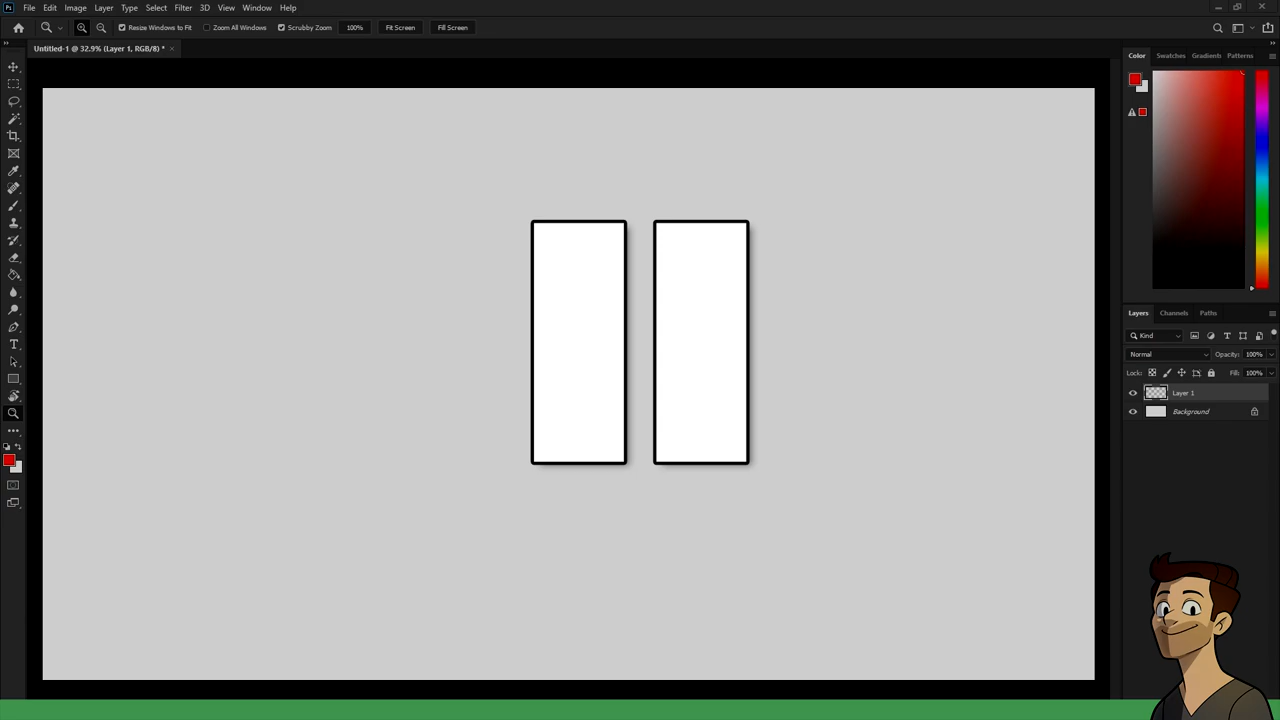 Ps File Edit Image Layer Type Select Filter 3D View Window Help
Resize Windows to Fit Zoom All Windows Scrubby Zoom 100% Fit Screen Fill Screen
Untitled-1 @ 32.9% (Layer 1, RGB/8) *
Color Swatches Gradients Patterns
Layers Channels Paths
Kind
Normal Opacity: 100%
Lock: Fill: 100%
Layer 1
Background